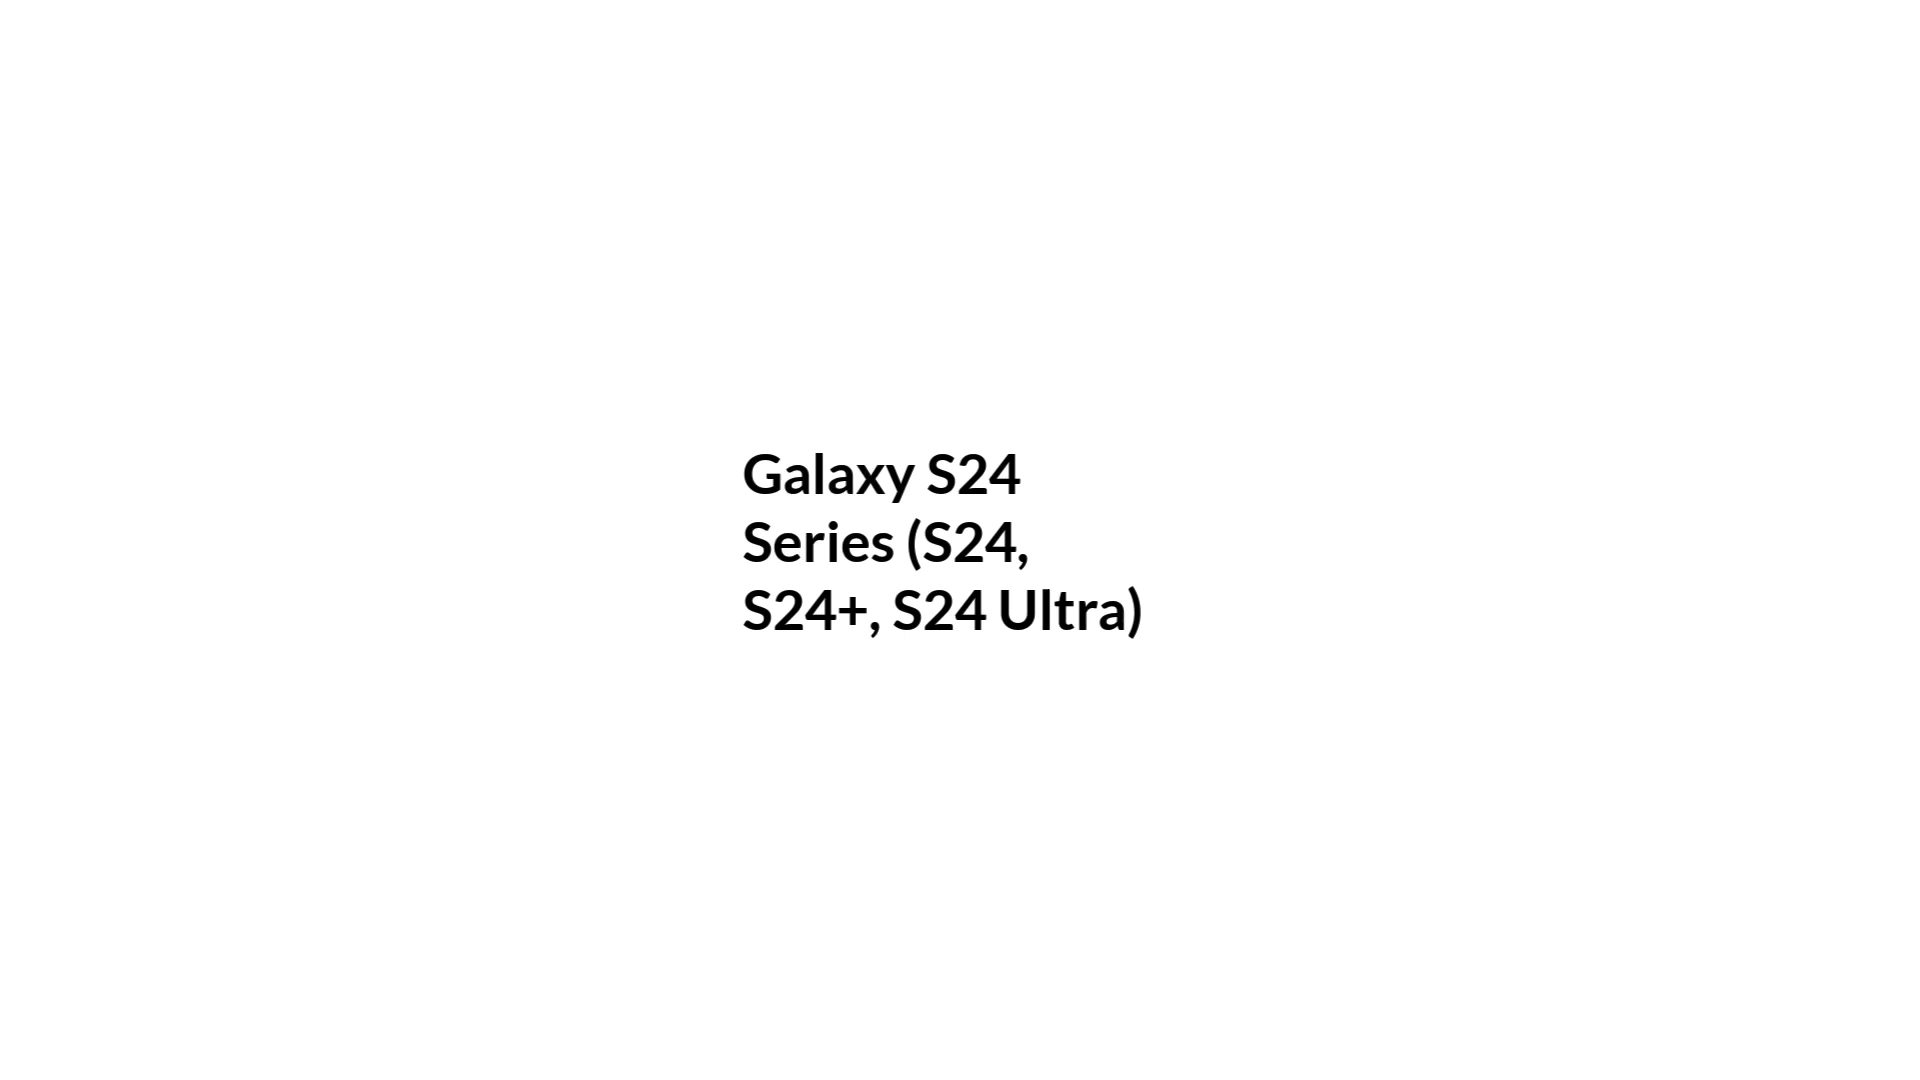 Galaxy S24
Series (S24,
S24+, S24 Ultra)